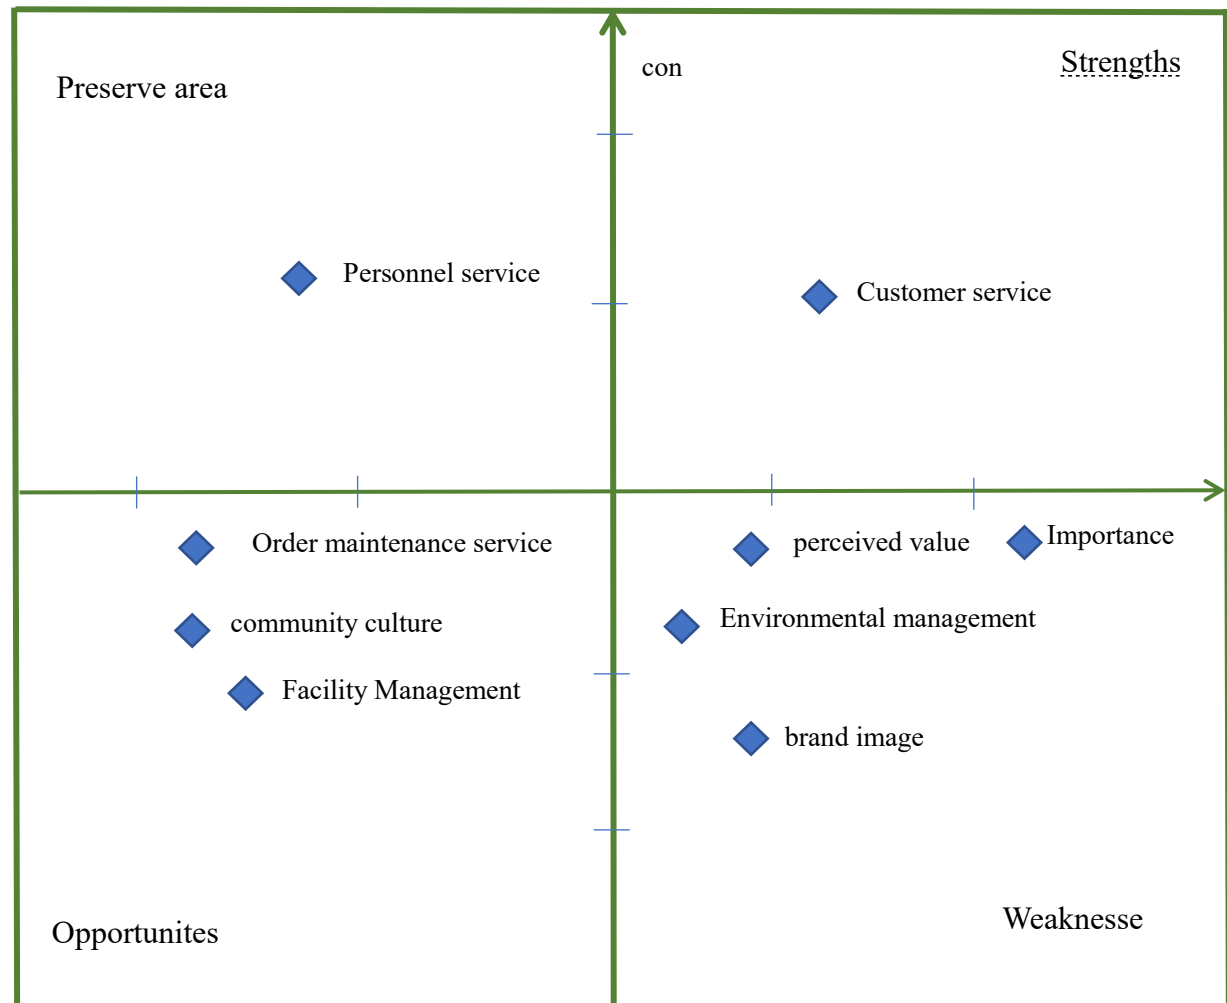 Preserve area
con
Strengths
Personnel service
Customer service
Order maintenance service
perceived value
Importance
community culture
Environmental management
Facility Management
brand image
Opportunites
Weaknesse